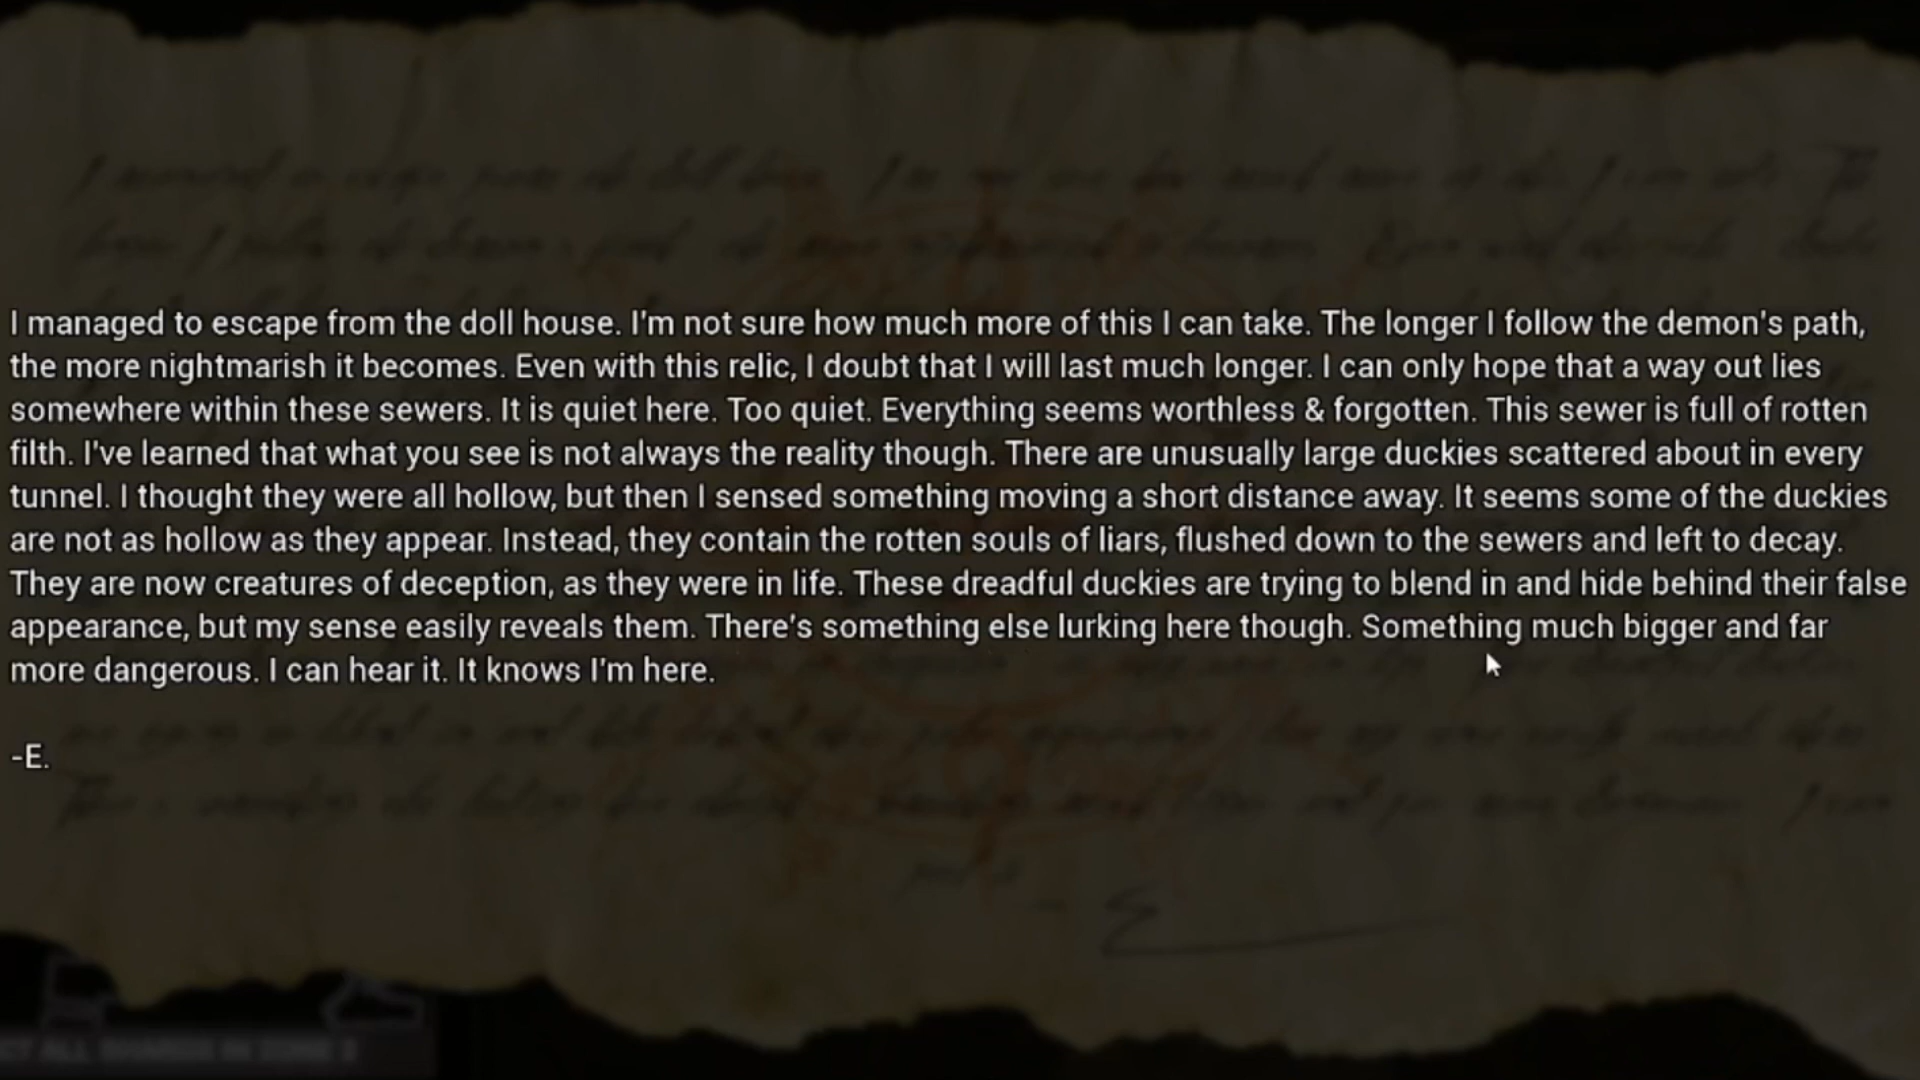 I managed to escape from the doll house. I'm not sure how much more of this I can take. The longer I follow the demon's path,
the more nightmarish it becomes. Even with this relic, I doubt that I will last much longer. I can only hope that a way out lies
somewhere within these sewers. It is quiet here. Too quiet. Everything seems worthless & forgotten. This sewer is full of rotten
filth. I've learned that what you see is not always the reality though. There are unusually large duckies scattered about in every
tunnel. I thought they were all hollow, but then I sensed something moving a short distance away. It seems some of the duckies
are not as hollow as they appear. Instead, they contain the rotten souls of liars, flushed down to the sewers and left to decay.
They are now creatures of deception, as they were in life. These dreadful duckies are trying to blend in and hide behind their false
appearance, but my sense easily reveals them. There's something else lurking here though. Something much bigger and far
more dangerous. I can hear it. It knows I'm here.
-E.